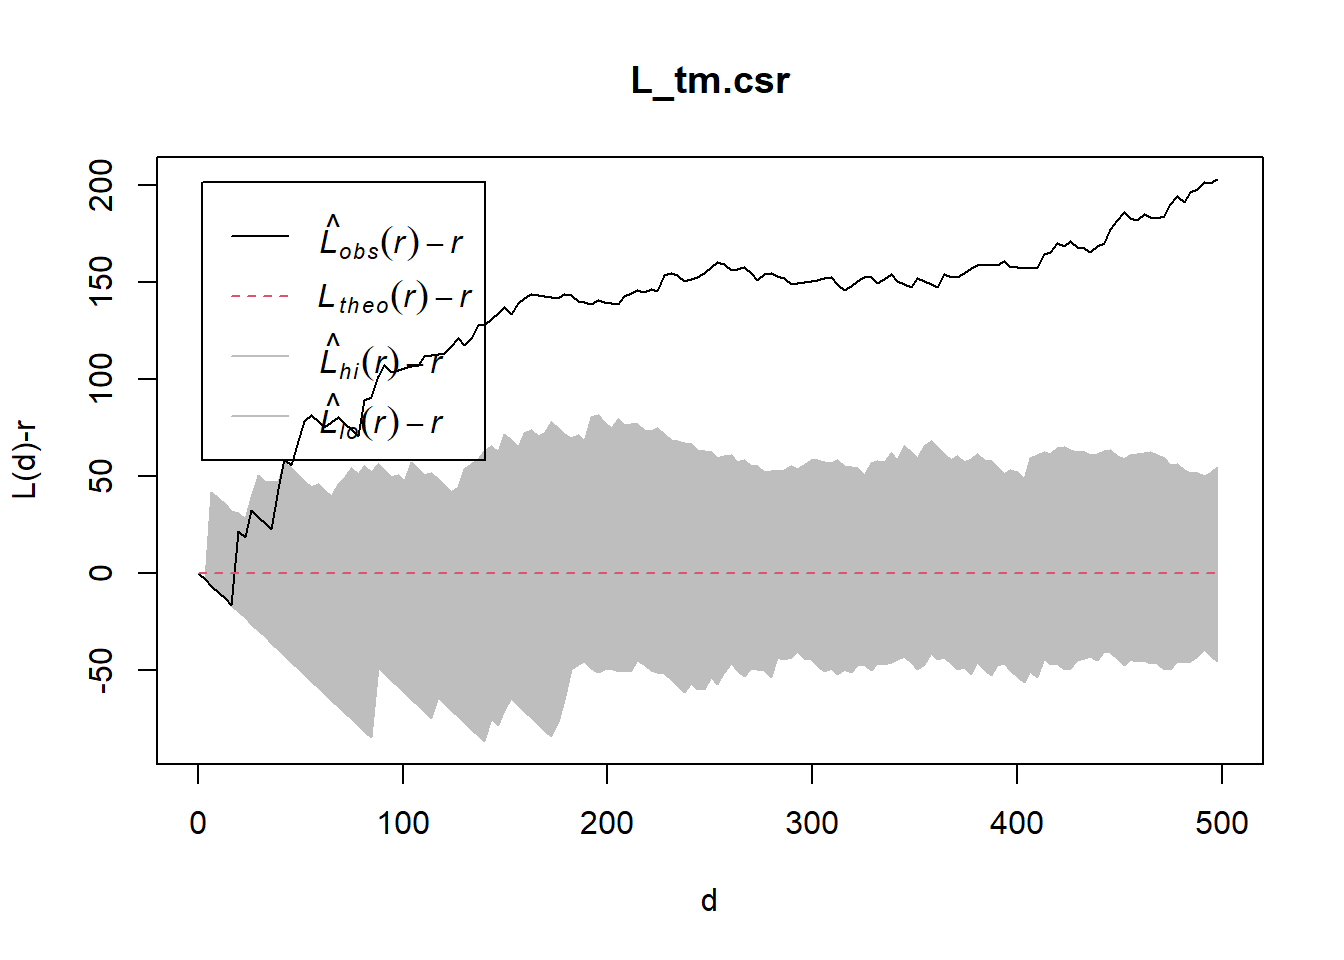 L_tm.csr
L(d)-r
200
150
100
50
0
-50
L̂obs(r) – r
Ltheo(r) – r
L̂hi(r) – r
L̂lo(r) – r
0 100 200 300 400 500
d